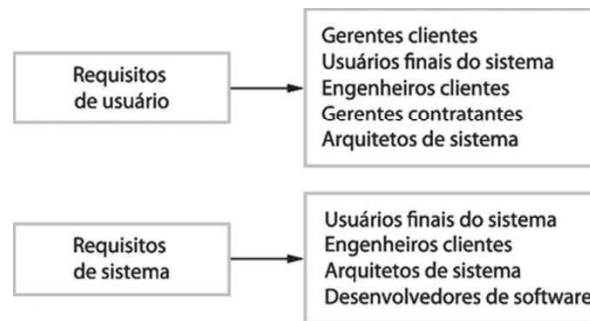 Requisitos
de usuário
Gerentes clientes
Usuários finais do sistema
Engenheiros clientes
Gerentes contratantes
Arquitetos de sistema
Requisitos
de sistema
Usuários finais do sistema
Engenheiros clientes
Arquitetos de sistema
Desenvolvedores de software